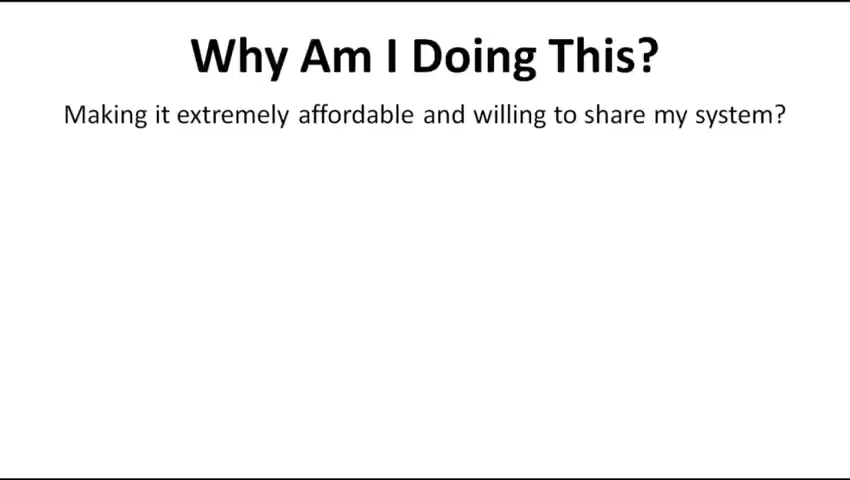 Why Am I Doing This?
Making it extremely affordable and willing to share my system?